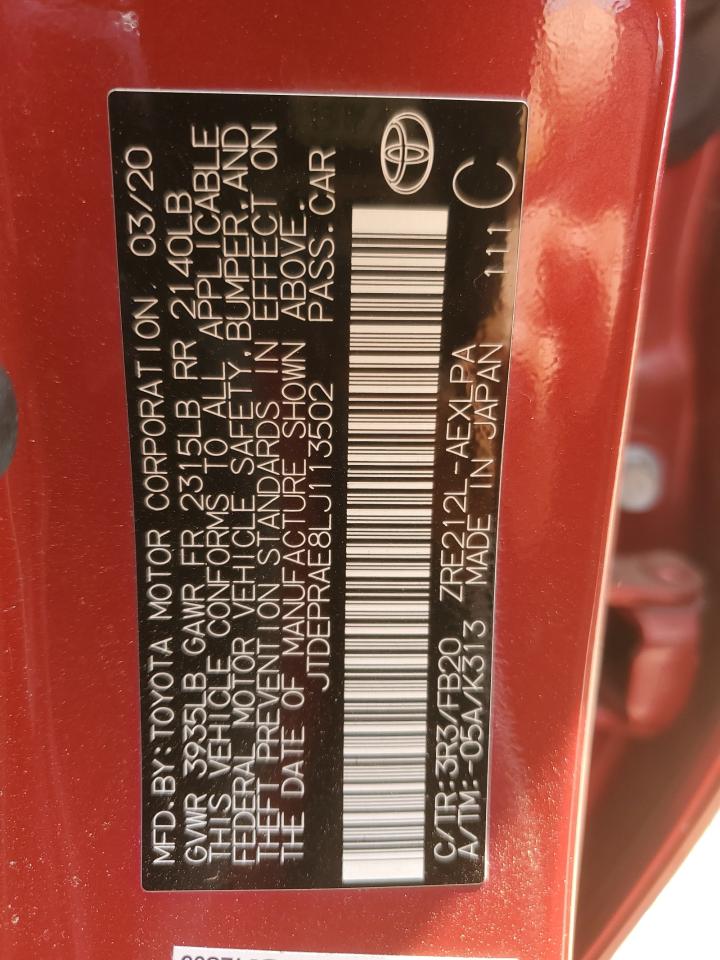 MFD.BY:TOYOTA MOTOR CORPORATION 03/20
GVWR 3935LB GAWR FR 2315LB RR 2140LB
THIS VEHICLE CONFORMS TO ALL APPLICABLE
FEDERAL MOTOR VEHICLE SAFETY,BUMPER,AND
THEFT PREVENTION STANDARDS IN EFFECT ON
THE DATE OF MANUFACTURE SHOWN ABOVE.
JTDEPRAE8LJ113502 PASS.CAR
C/TR:3R3/FB20 ZRE212L-AEXLPA C
A/TM:-05A/K313 MADE IN JAPAN 111